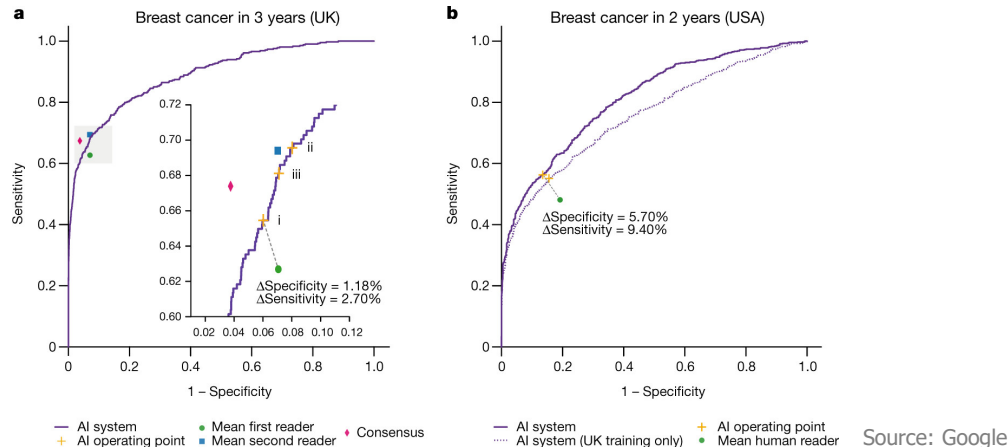 a
Breast cancer in 3 years (UK)
1.0
0.8
0.6
0.4
0.2
0
Sensitivity
0.72
0.70
0.68
0.66
0.64
0.62
0.60
ii
iii
i
ΔSpecificity = 1.18%
ΔSensitivity = 2.70%
0.02 0.04 0.06 0.08 0.10 0.12
0 0.2 0.4 0.6 0.8 1.0
1 – Specificity
AI system
AI operating point
Mean first reader
Mean second reader
Consensus
b
Breast cancer in 2 years (USA)
1.0
0.8
0.6
0.4
0.2
0
Sensitivity
ΔSpecificity = 5.70%
ΔSensitivity = 9.40%
0 0.2 0.4 0.6 0.8 1.0
1 – Specificity
AI system
AI system (UK training only)
AI operating point
Mean human reader
Source: Google